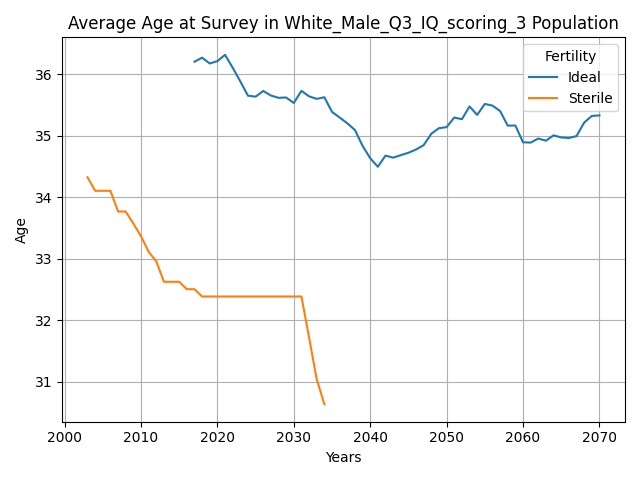 Average Age at Survey in White_Male_Q3_IQ_scoring_3 Population
Fertility
Ideal
Sterile
Age
36
35
34
33
32
31
2000 2010 2020 2030 2040 2050 2060 2070
Years